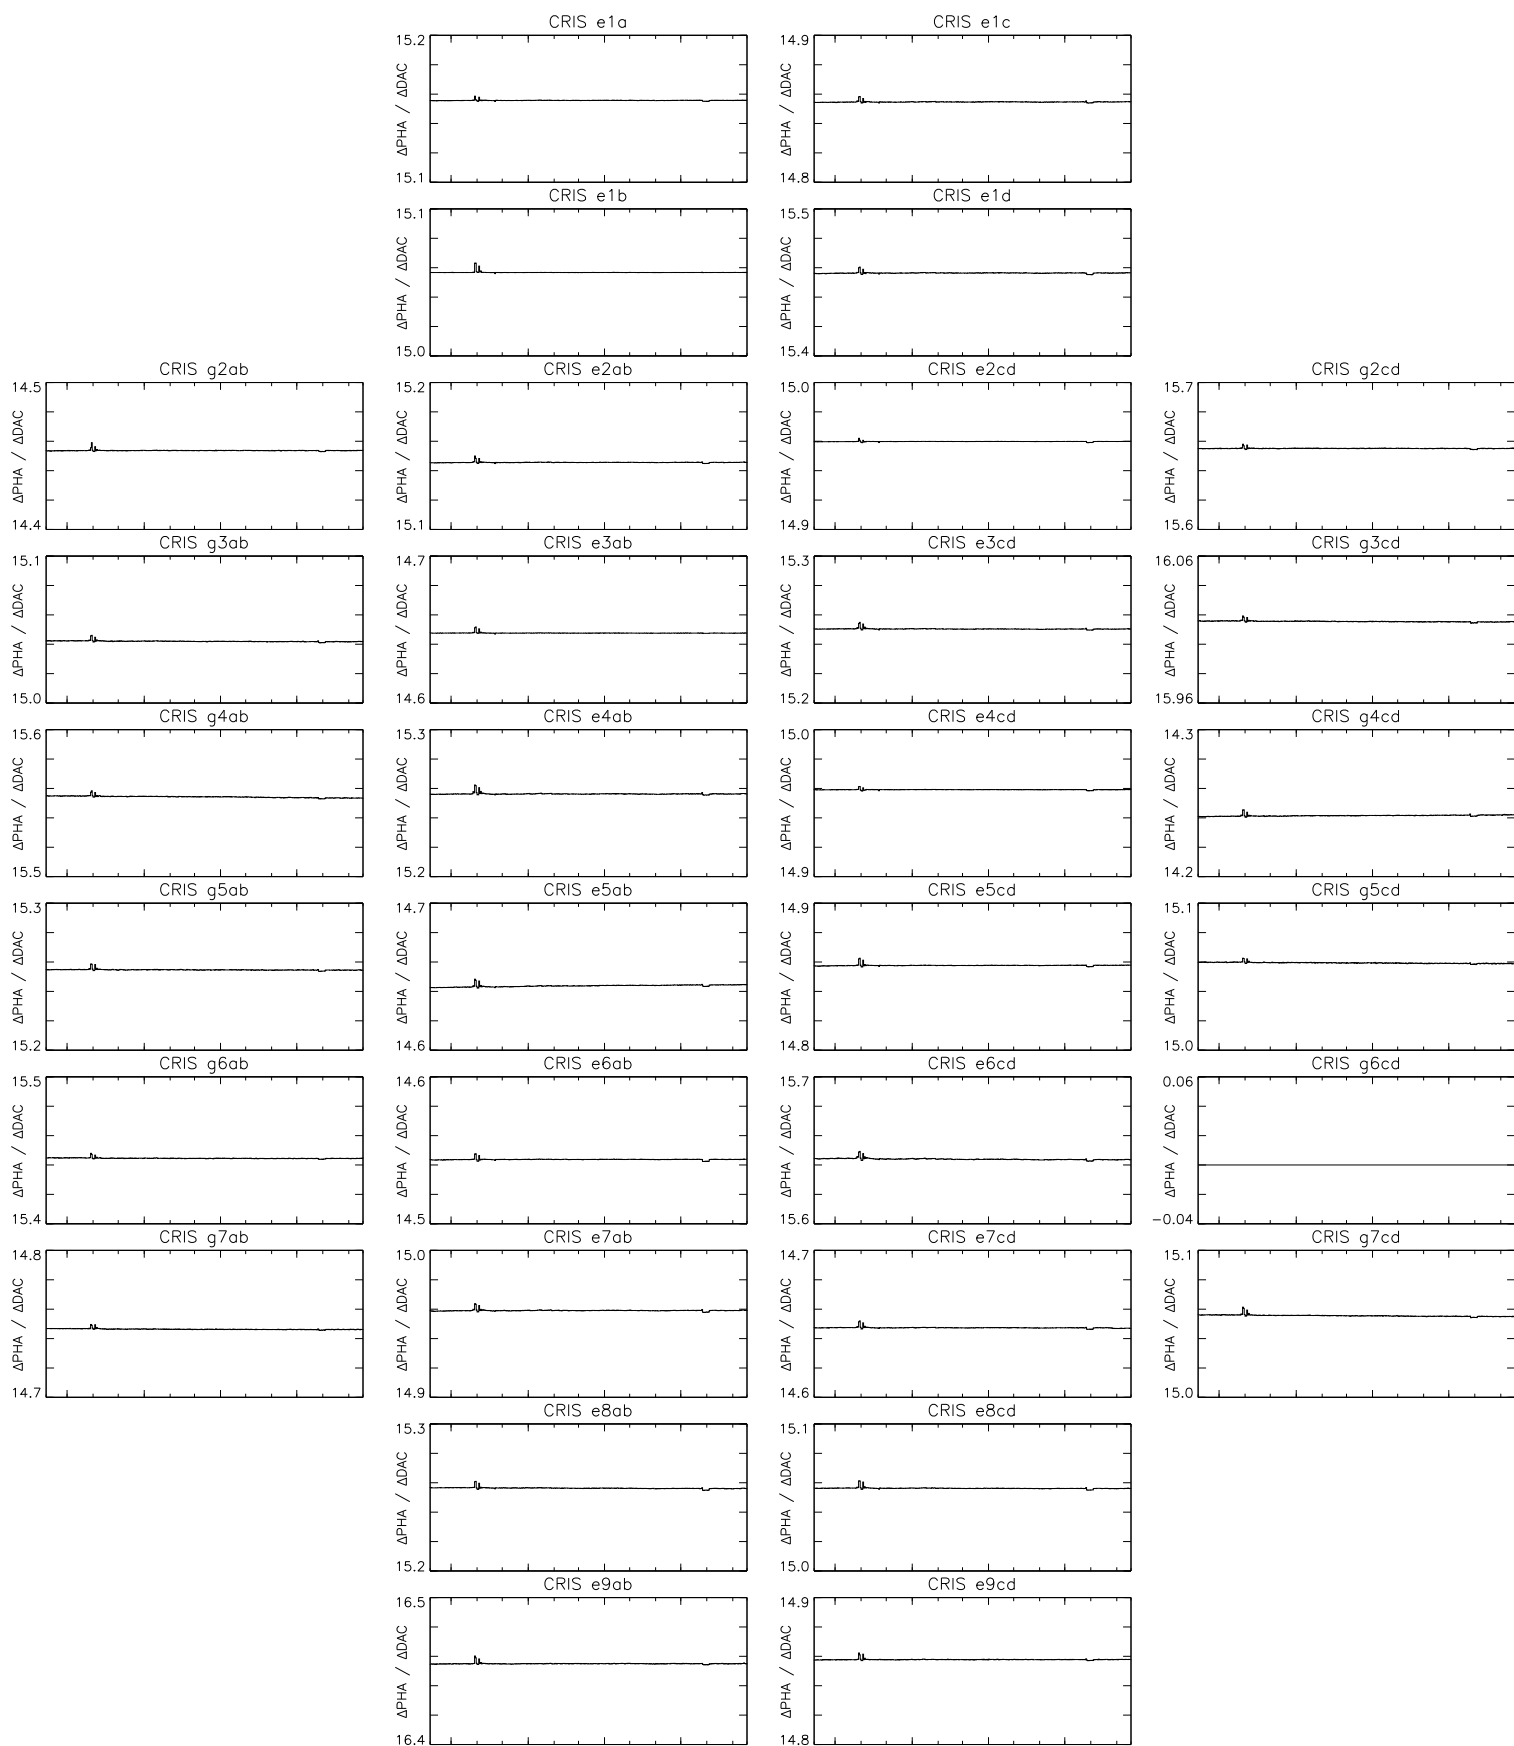 CRIS e1a
15.2
ΔPHA / ΔDAC
15.1
CRIS e1c
14.9
ΔPHA / ΔDAC
14.8
CRIS e1b
15.1
ΔPHA / ΔDAC
15.0
CRIS e1d
15.5
ΔPHA / ΔDAC
15.4
CRIS g2ab
14.5
ΔPHA / ΔDAC
14.4
CRIS e2ab
15.2
ΔPHA / ΔDAC
15.1
CRIS e2cd
15.0
ΔPHA / ΔDAC
14.9
CRIS g2cd
15.7
ΔPHA / ΔDAC
15.6
CRIS g3ab
15.1
ΔPHA / ΔDAC
15.0
CRIS e3ab
14.7
ΔPHA / ΔDAC
14.6
CRIS e3cd
15.3
ΔPHA / ΔDAC
15.2
CRIS g3cd
16.06
ΔPHA / ΔDAC
15.96
CRIS g4ab
15.6
ΔPHA / ΔDAC
15.5
CRIS e4ab
15.3
ΔPHA / ΔDAC
15.2
CRIS e4cd
15.0
ΔPHA / ΔDAC
14.9
CRIS g4cd
14.3
ΔPHA / ΔDAC
14.2
CRIS g5ab
15.3
ΔPHA / ΔDAC
15.2
CRIS e5ab
14.7
ΔPHA / ΔDAC
14.6
CRIS e5cd
14.9
ΔPHA / ΔDAC
14.8
CRIS g5cd
15.1
ΔPHA / ΔDAC
15.0
CRIS g6ab
15.5
ΔPHA / ΔDAC
15.4
CRIS e6ab
14.6
ΔPHA / ΔDAC
14.5
CRIS e6cd
15.7
ΔPHA / ΔDAC
15.6
CRIS g6cd
0.06
ΔPHA / ΔDAC
−0.04
CRIS g7ab
14.8
ΔPHA / ΔDAC
14.7
CRIS e7ab
15.0
ΔPHA / ΔDAC
14.9
CRIS e7cd
14.7
ΔPHA / ΔDAC
14.6
CRIS g7cd
15.1
ΔPHA / ΔDAC
15.0
CRIS e8ab
15.3
ΔPHA / ΔDAC
15.2
CRIS e8cd
15.1
ΔPHA / ΔDAC
15.0
CRIS e9ab
16.5
ΔPHA / ΔDAC
16.4
CRIS e9cd
14.9
ΔPHA / ΔDAC
14.8